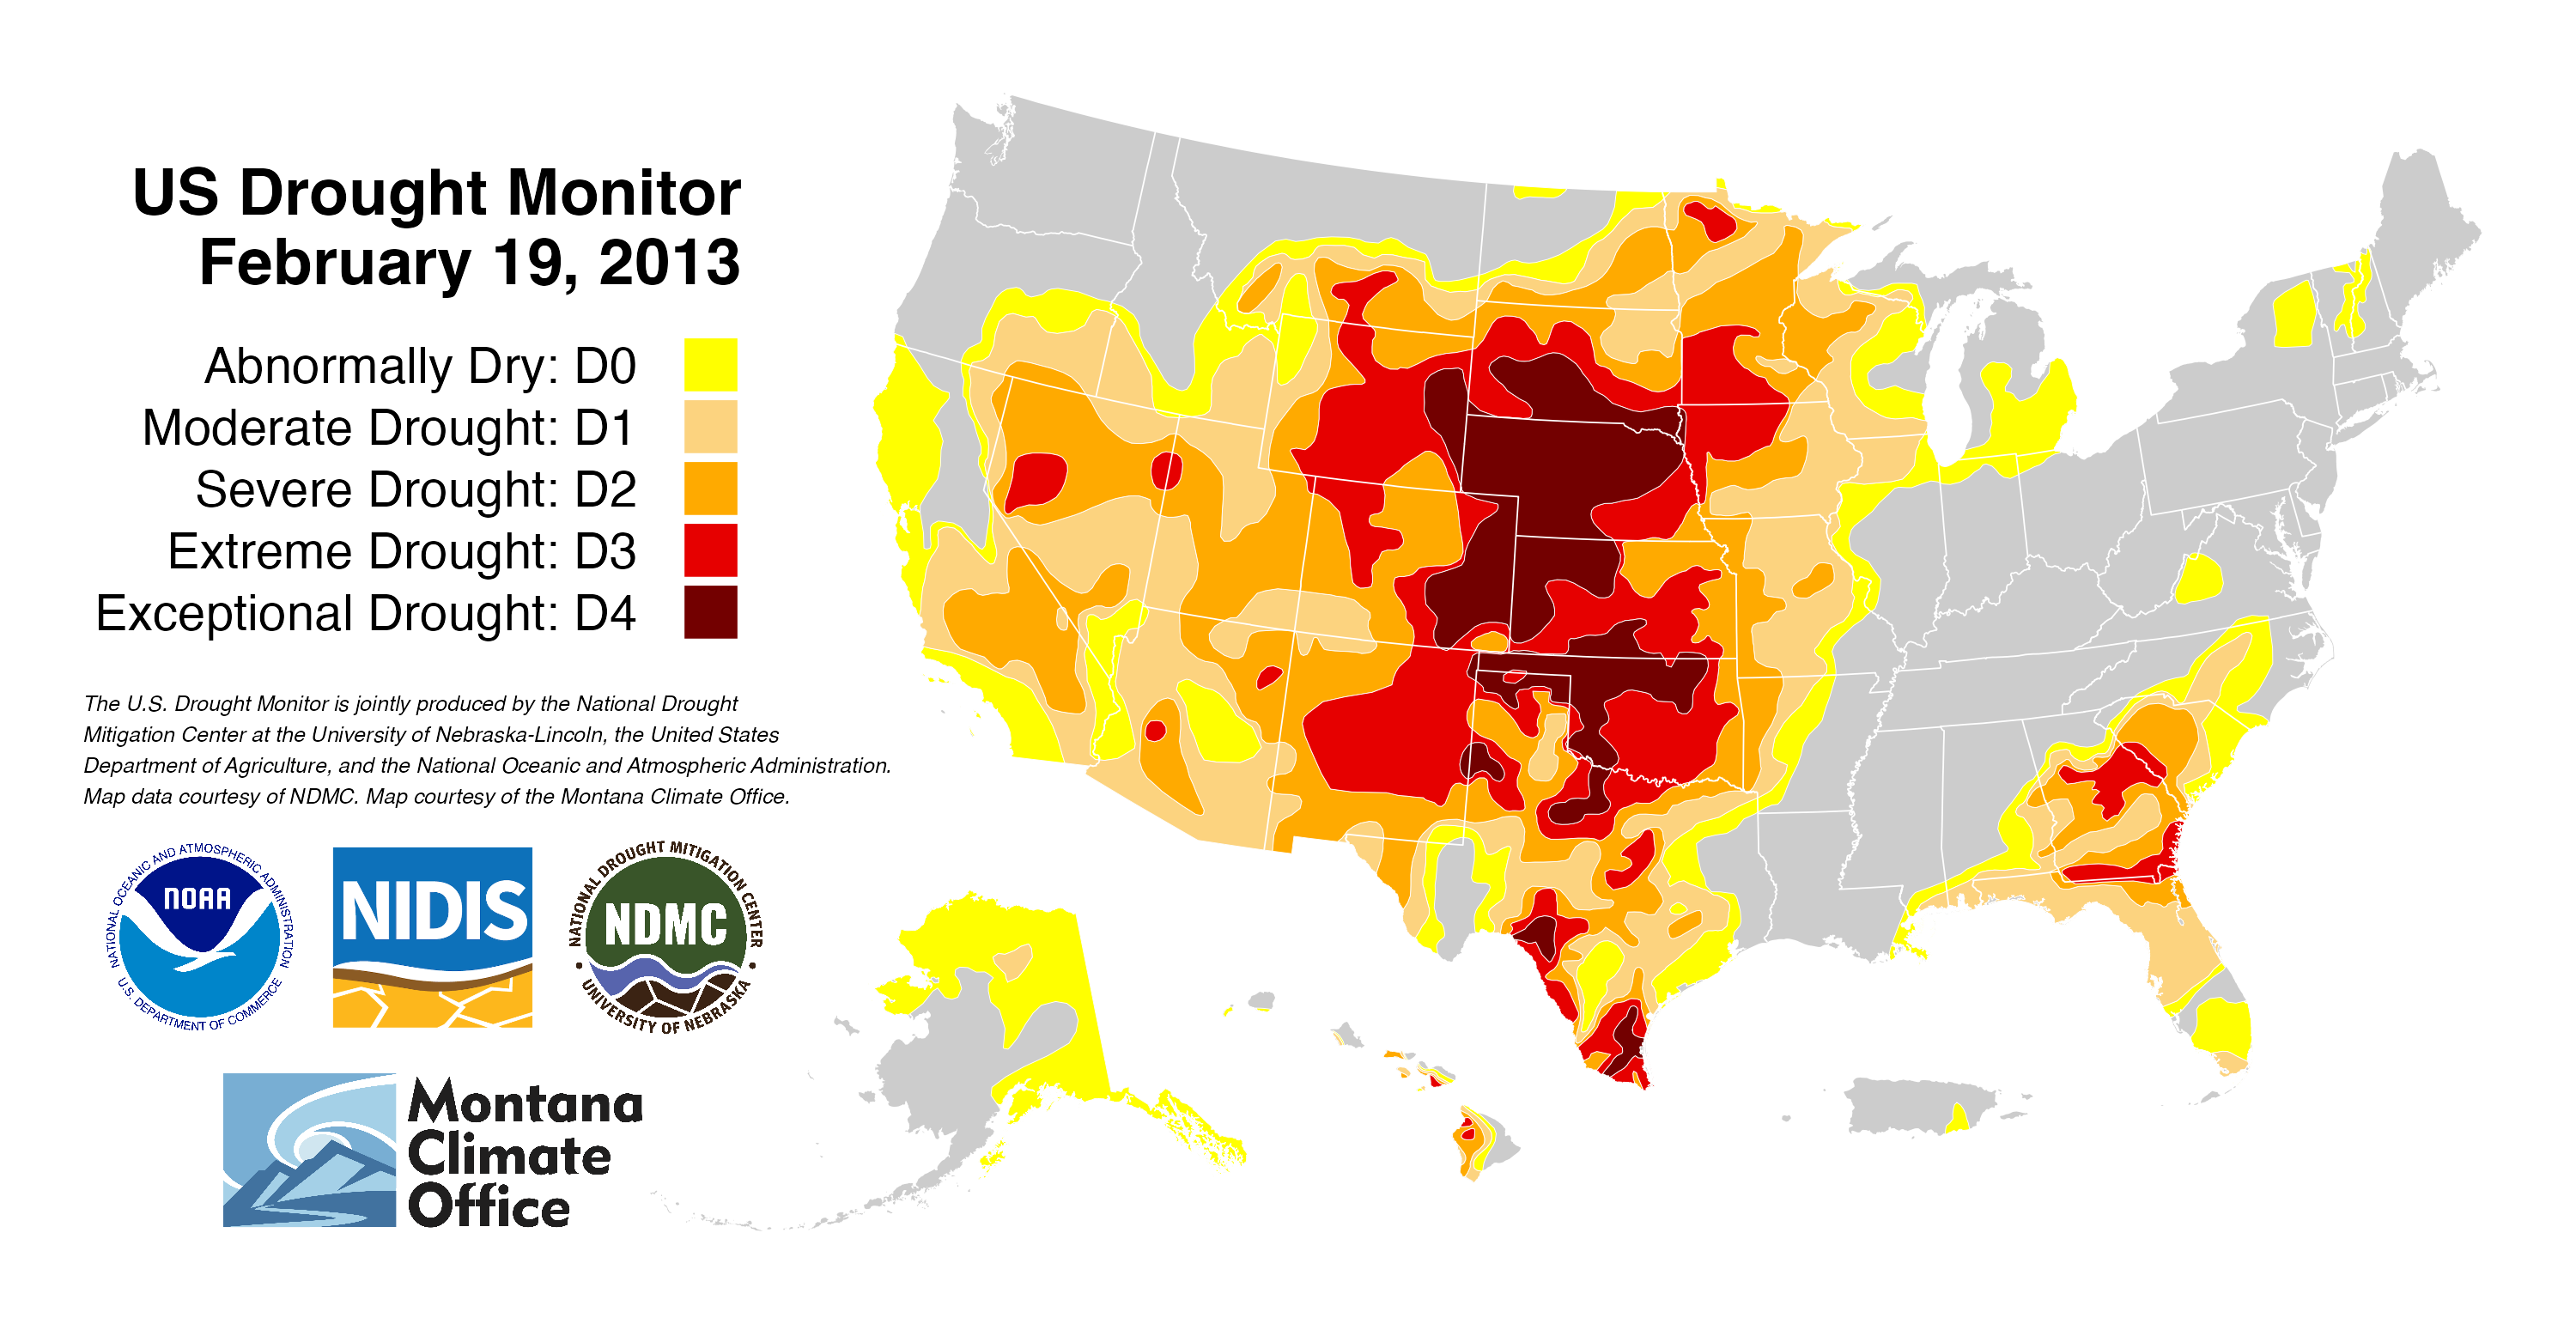 US Drought Monitor
February 19, 2013
Abnormally Dry: D0
Moderate Drought: D1
Severe Drought: D2
Extreme Drought: D3
Exceptional Drought: D4
The U.S. Drought Monitor is jointly produced by the National Drought
Mitigation Center at the University of Nebraska-Lincoln, the United States
Department of Agriculture, and the National Oceanic and Atmospheric Administration.
Map data courtesy of NDMC. Map courtesy of the Montana Climate Office.
NATIONAL OCEANIC AND ATMOSPHERIC ADMINISTRATION
NOAA
U.S. DEPARTMENT OF COMMERCE
NIDIS
NATIONAL DROUGHT MITIGATION CENTER
NDMC
UNIVERSITY OF NEBRASKA
Montana
Climate
Office